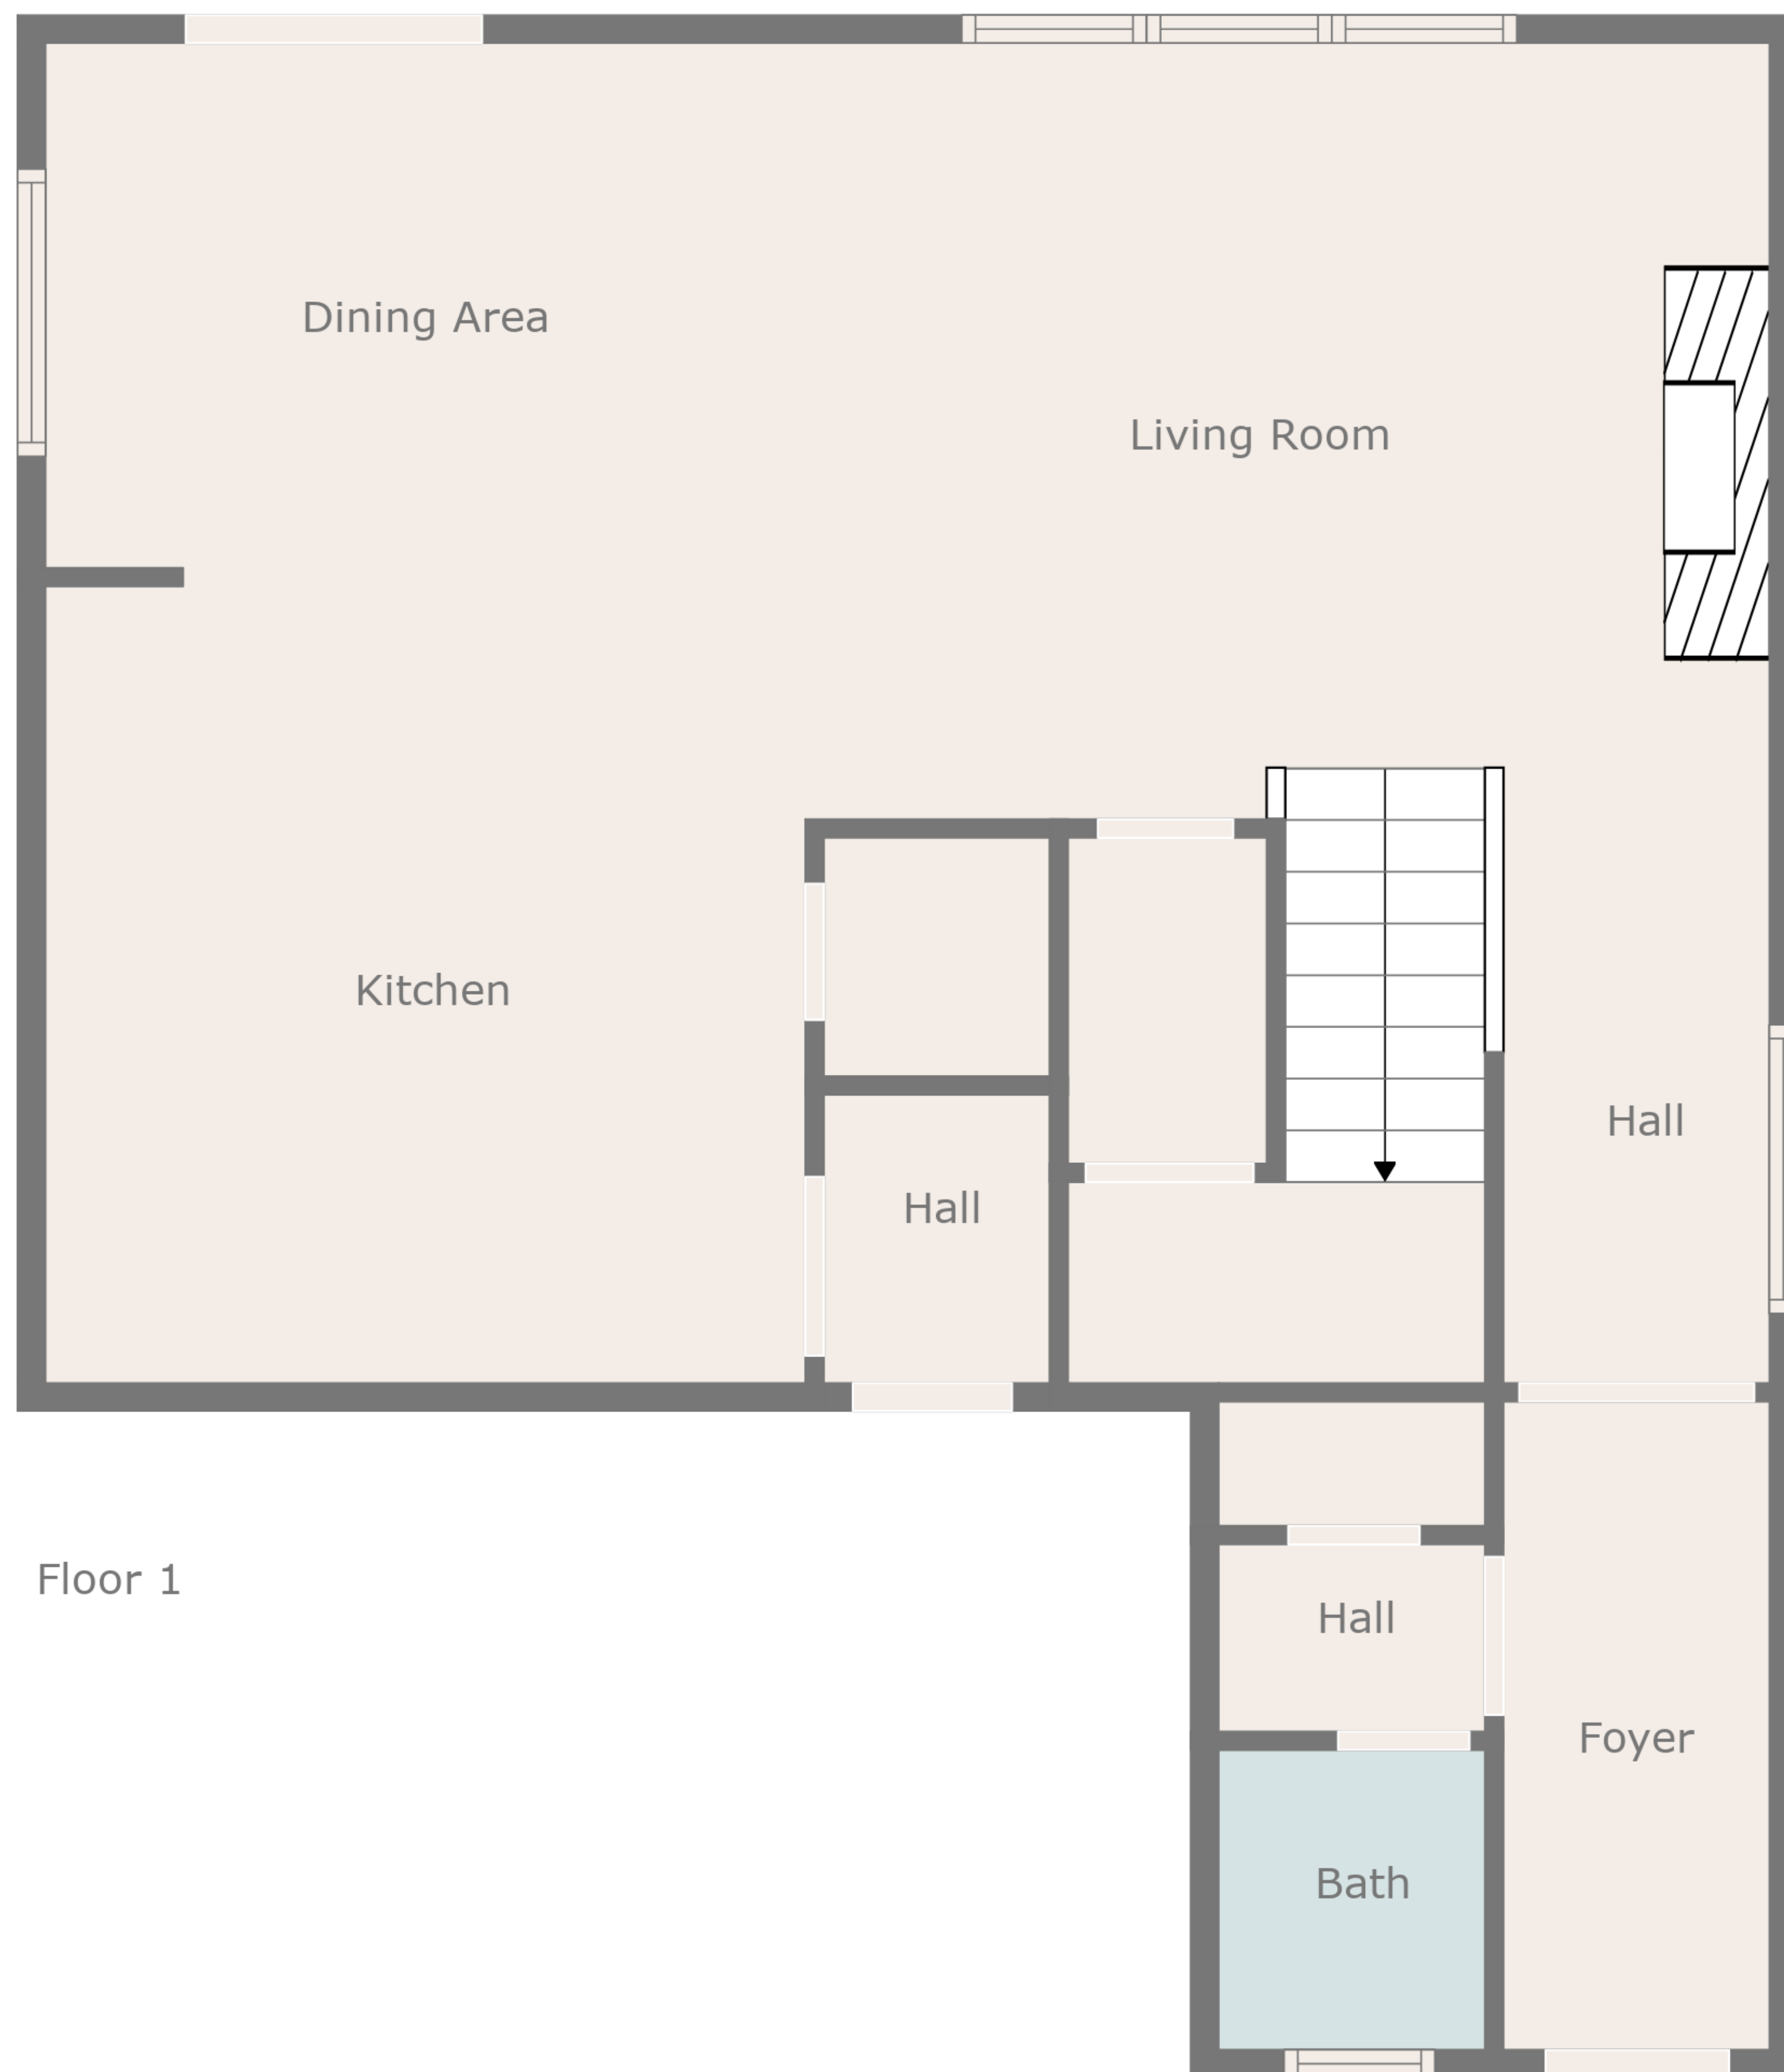 Dining Area
Living Room
Kitchen
Hall
Hall
Floor 1
Hall
Foyer
Bath